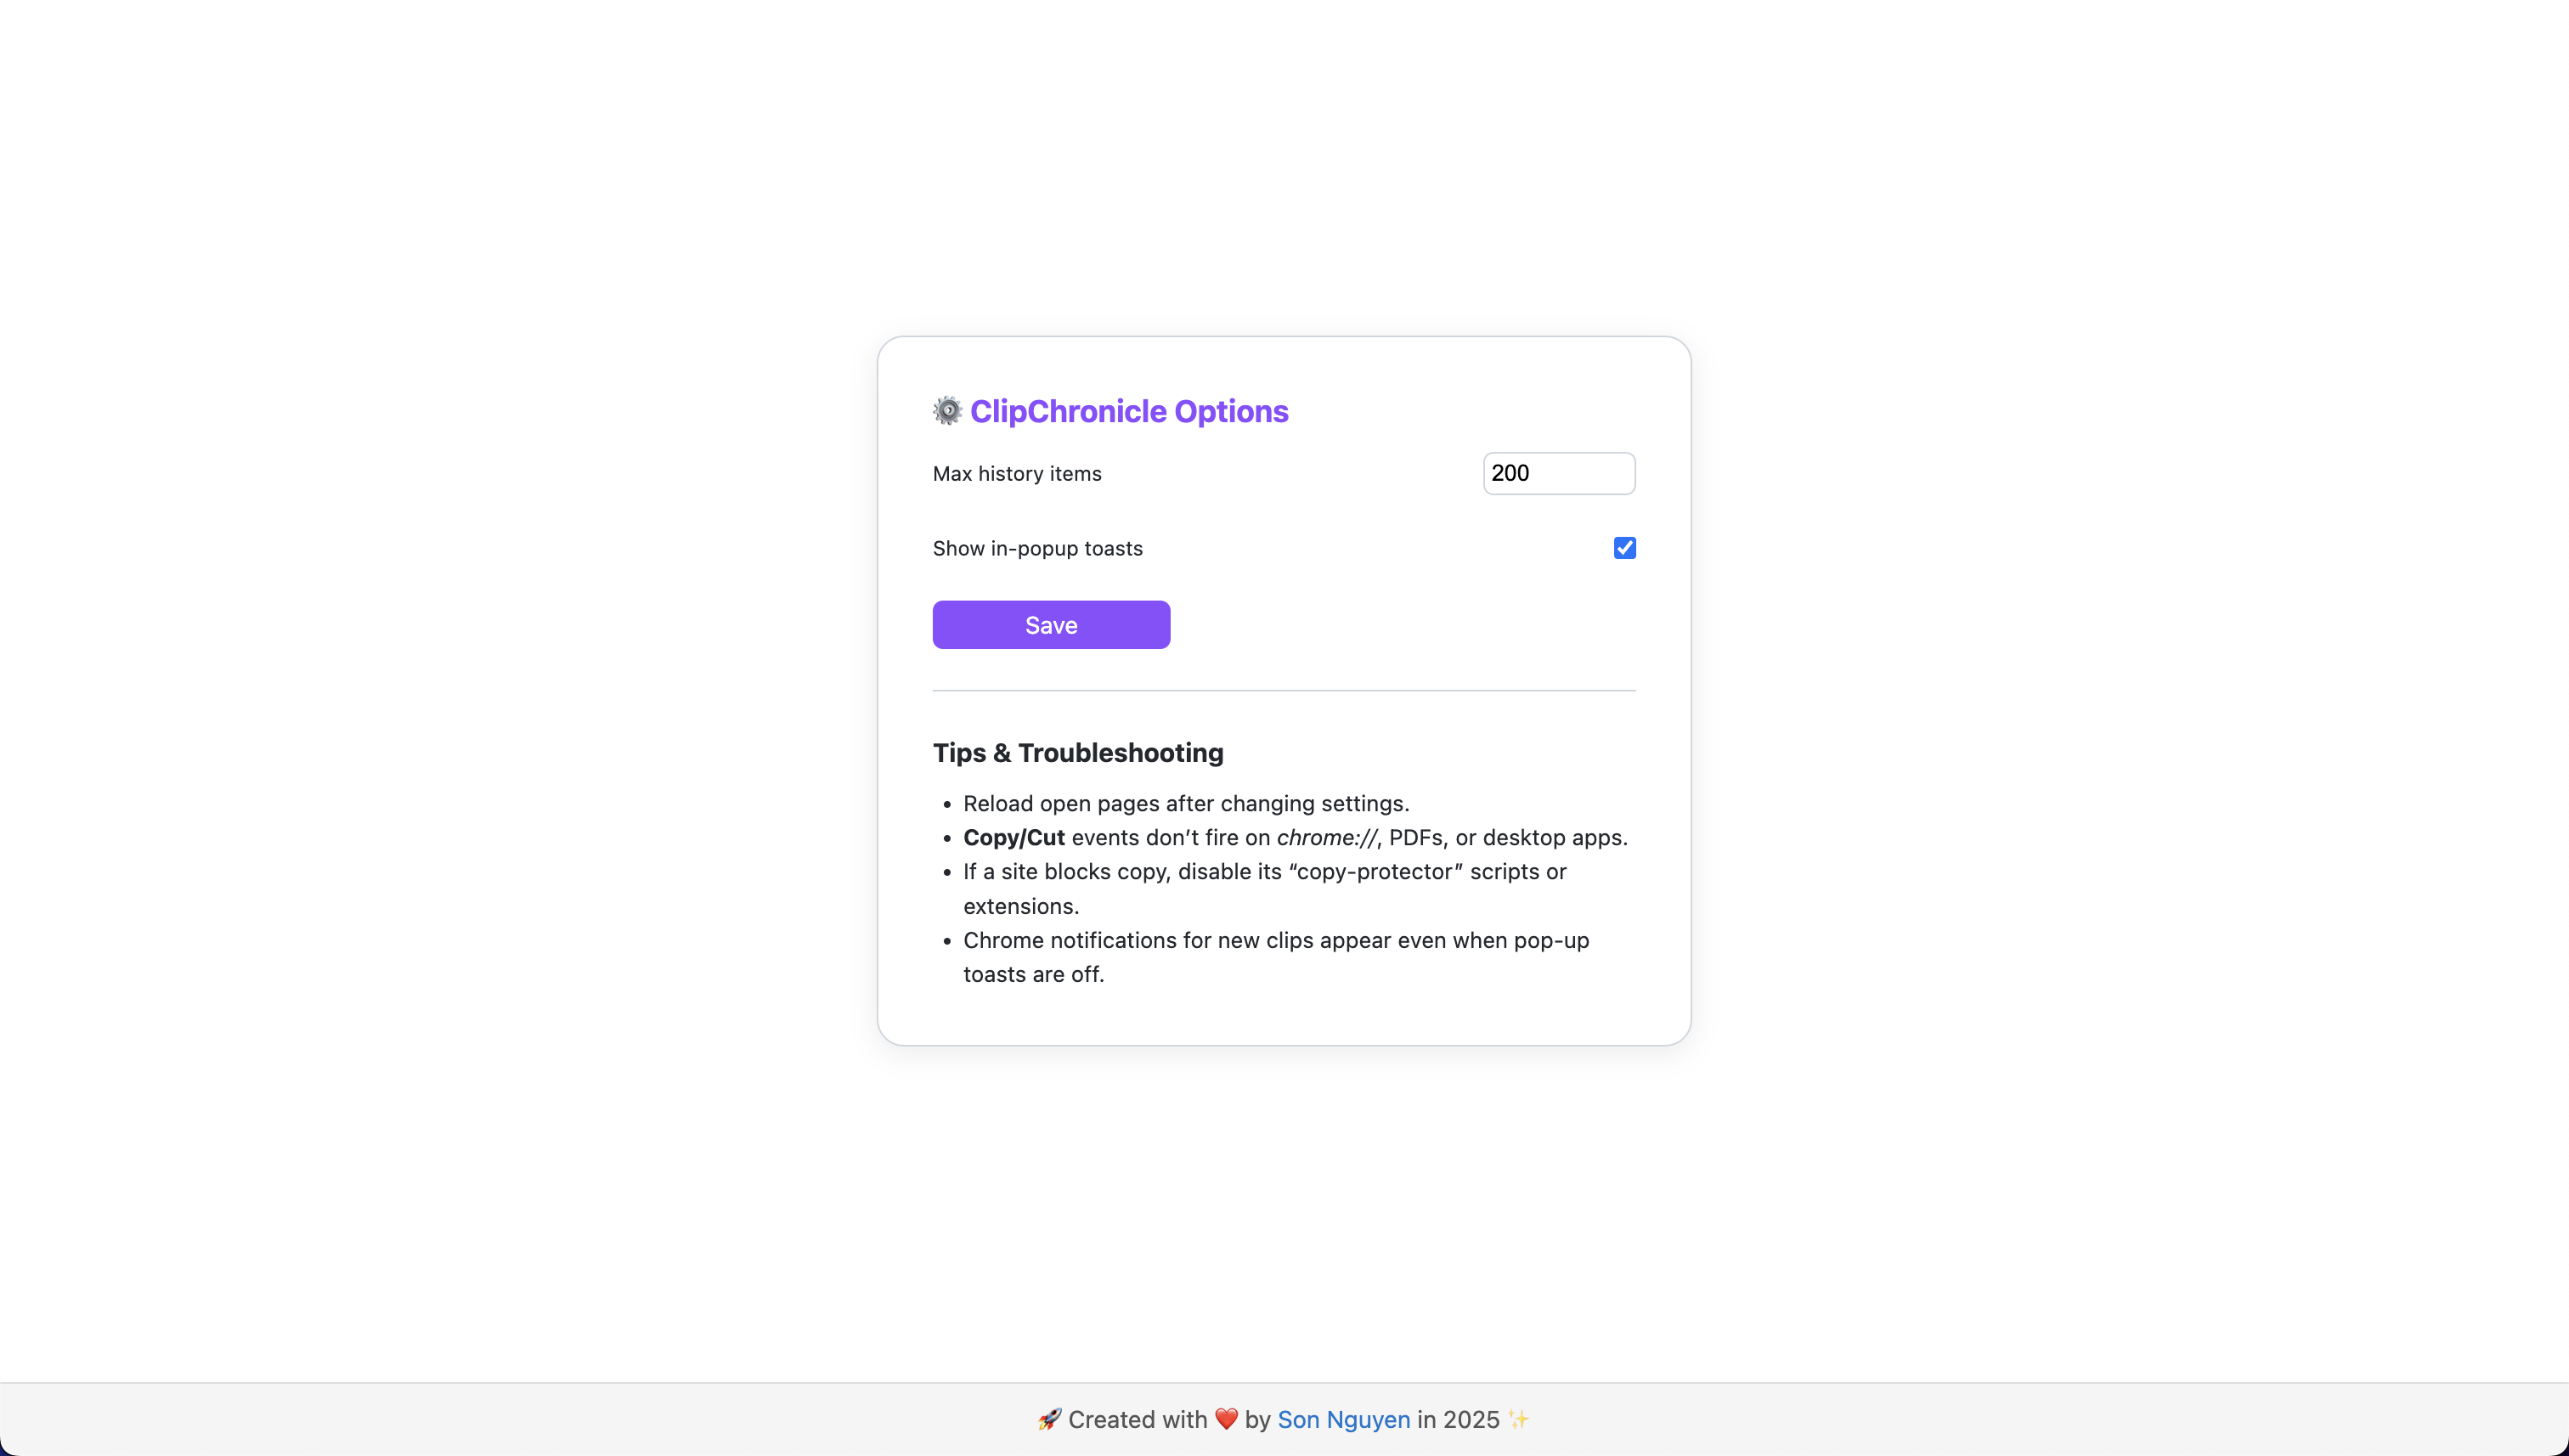 ⚙️ ClipChronicle Options
Max history items
200
Show in-popup toasts
Save
Tips & Troubleshooting
• Reload open pages after changing settings.
• Copy/Cut events don’t fire on chrome://, PDFs, or desktop apps.
• If a site blocks copy, disable its “copy-protector” scripts or
extensions.
• Chrome notifications for new clips appear even when pop-up
toasts are off.
🚀 Created with ❤️ by Son Nguyen in 2025 ✨